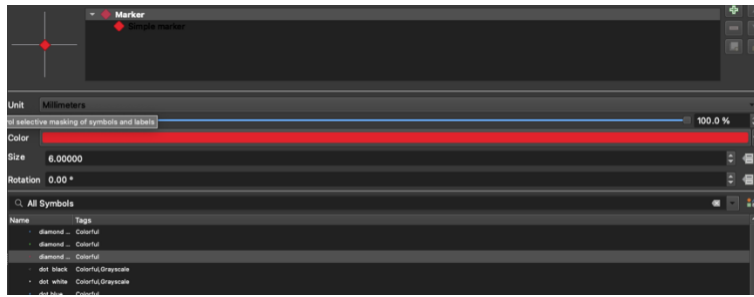 Marker
Simple marker
Unit Millimeters
ol selective masking of symbols and labels 100.0 %
Color
Size 6.00000
Rotation 0.00 °
All Symbols
Name Tags
diamond ... Colorful
diamond ... Colorful
diamond ... Colorful
dot black Colorful,Grayscale
dot white Colorful,Grayscale
dot blue Colorful